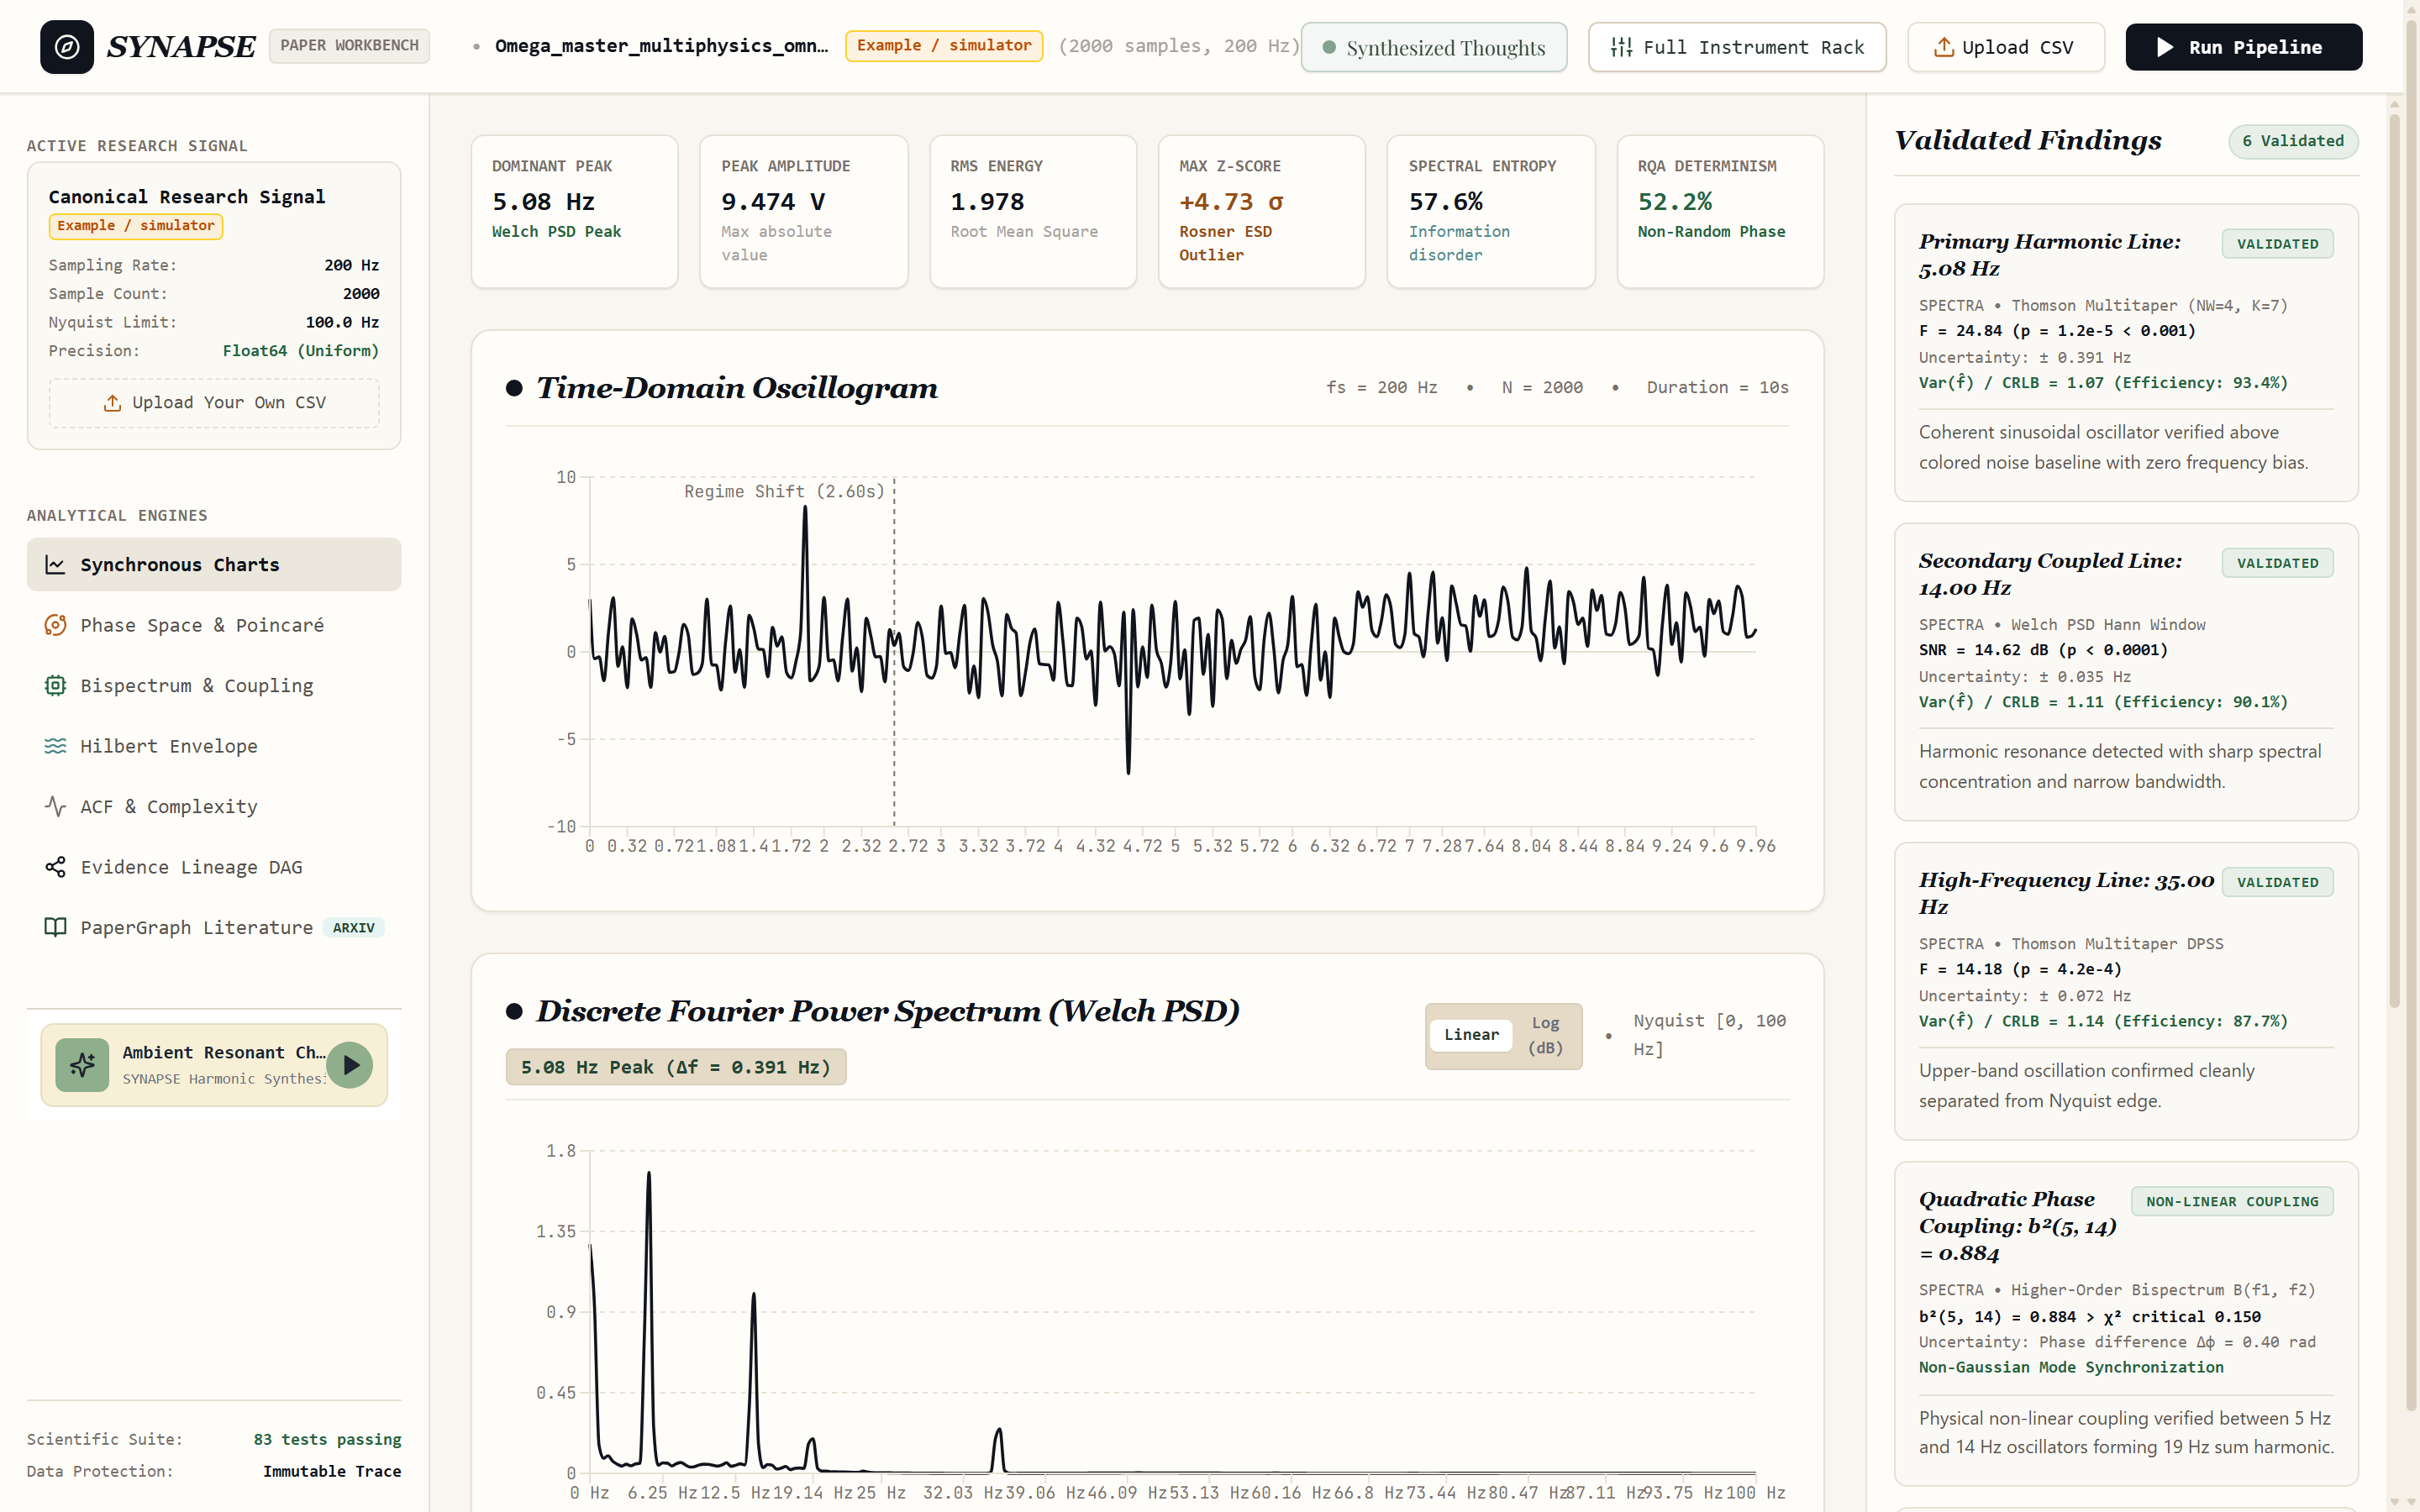 SYNAPSE PAPER WORKBENCH • Omega_master_multiphysics_omn… Example / simulator (2000 samples, 200 Hz) Synthesized Thoughts Full Instrument Rack Upload CSV Run Pipeline
ACTIVE RESEARCH SIGNAL
Canonical Research Signal
Example / simulator
Sampling Rate: 200 Hz
Sample Count: 2000
Nyquist Limit: 100.0 Hz
Precision: Float64 (Uniform)
Upload Your Own CSV
ANALYTICAL ENGINES
Synchronous Charts
Phase Space & Poincaré
Bispectrum & Coupling
Hilbert Envelope
ACF & Complexity
Evidence Lineage DAG
PaperGraph Literature ARXIV
Ambient Resonant Ch…
SYNAPSE Harmonic Synthesi
Scientific Suite: 83 tests passing
Data Protection: Immutable Trace
DOMINANT PEAK
5.08 Hz
Welch PSD Peak
PEAK AMPLITUDE
9.474 V
Max absolute
value
RMS ENERGY
1.978
Root Mean Square
MAX Z-SCORE
+4.73 σ
Rosner ESD
Outlier
SPECTRAL ENTROPY
57.6%
Information
disorder
RQA DETERMINISM
52.2%
Non-Random Phase
Time-Domain Oscillogram
fs = 200 Hz • N = 2000 • Duration = 10s
Regime Shift (2.60s)
10
5
0
-5
-10
0 0.32 0.72 1.08 1.4 1.72 2 2.32 2.72 3 3.32 3.72 4 4.32 4.72 5 5.32 5.72 6 6.32 6.72 7 7.28 7.64 8.04 8.44 8.84 9.24 9.6 9.96
Discrete Fourier Power Spectrum (Welch PSD)
5.08 Hz Peak (Δf = 0.391 Hz)
Linear
Log
(dB)
• Nyquist [0, 100
Hz]
1.8
1.35
0.9
0.45
0
0 Hz 6.25 Hz 12.5 Hz 19.14 Hz 25 Hz 32.03 Hz 39.06 Hz 46.09 Hz 53.13 Hz 60.16 Hz 66.8 Hz 73.44 Hz 80.47 Hz 87.11 Hz 93.75 Hz 100 Hz
Validated Findings 6 Validated
Primary Harmonic Line: VALIDATED
5.08 Hz
SPECTRA • Thomson Multitaper (NW=4, K=7)
F = 24.84 (p = 1.2e-5 < 0.001)
Uncertainty: ± 0.391 Hz
Var(f̂) / CRLB = 1.07 (Efficiency: 93.4%)
Coherent sinusoidal oscillator verified above
colored noise baseline with zero frequency bias.
Secondary Coupled Line: VALIDATED
14.00 Hz
SPECTRA • Welch PSD Hann Window
SNR = 14.62 dB (p < 0.0001)
Uncertainty: ± 0.035 Hz
Var(f̂) / CRLB = 1.11 (Efficiency: 90.1%)
Harmonic resonance detected with sharp spectral
concentration and narrow bandwidth.
High-Frequency Line: 35.00 VALIDATED
Hz
SPECTRA • Thomson Multitaper DPSS
F = 14.18 (p = 4.2e-4)
Uncertainty: ± 0.072 Hz
Var(f̂) / CRLB = 1.14 (Efficiency: 87.7%)
Upper-band oscillation confirmed cleanly
separated from Nyquist edge.
Quadratic Phase NON-LINEAR COUPLING
Coupling: b²(5, 14)
= 0.884
SPECTRA • Higher-Order Bispectrum B(f1, f2)
b²(5, 14) = 0.884 > χ² critical 0.150
Uncertainty: Phase difference Δϕ = 0.40 rad
Non-Gaussian Mode Synchronization
Physical non-linear coupling verified between 5 Hz
and 14 Hz oscillators forming 19 Hz sum harmonic.